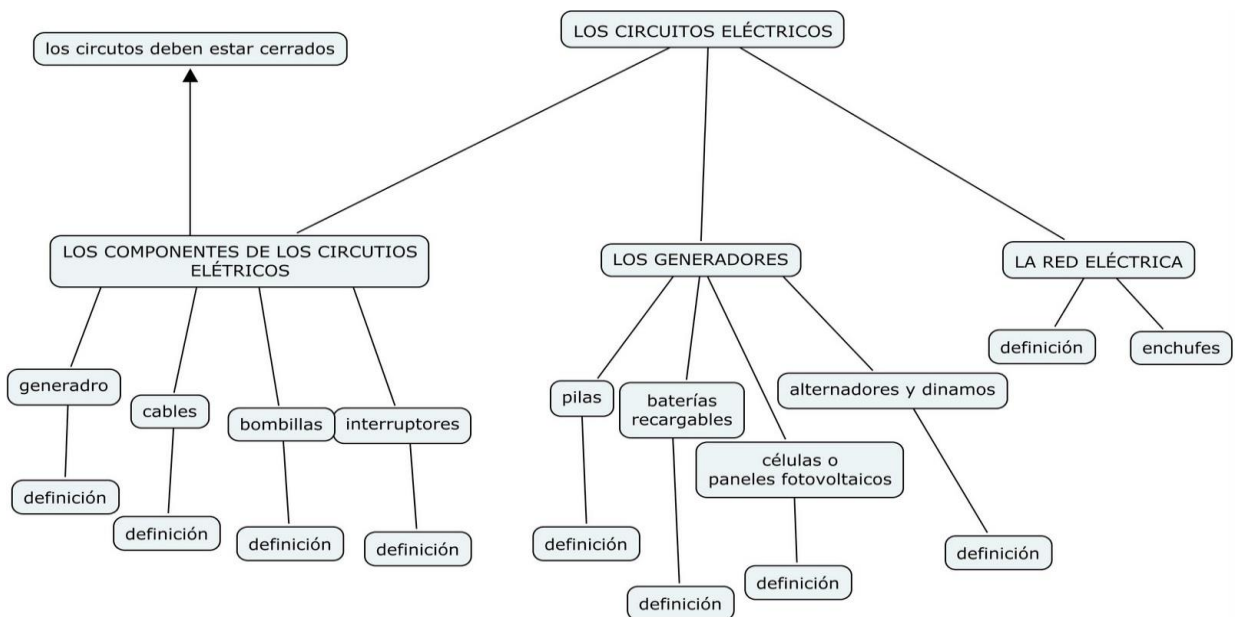 LOS CIRCUITOS ELÉCTRICOS
los circutos deben estar cerrados
LOS COMPONENTES DE LOS CIRCUTIOS
ELÉTRICOS
LOS GENERADORES
LA RED ELÉCTRICA
definición
enchufes
generadro
cables
bombillas
interruptores
pilas
baterías
recargables
células o
paneles fotovoltaicos
alternadores y dinamos
definición
definición
definición
definición
definición
definición
definición
definición